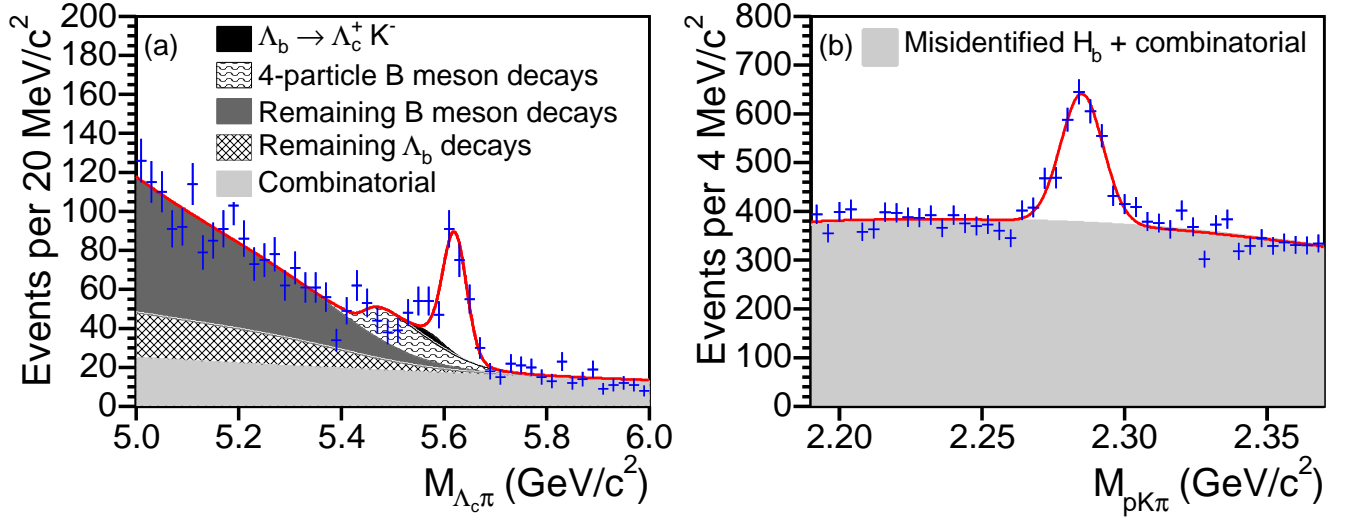 (a)
Λb → Λc+ K-
4-particle B meson decays
Remaining B meson decays
Remaining Λb decays
Combinatorial
Events per 20 MeV/c2
200
180
160
140
120
100
80
60
40
20
0
5.0 5.2 5.4 5.6 5.8 6.0
MΛcπ (GeV/c2)
(b)
Misidentified Hb + combinatorial
Events per 4 MeV/c2
800
700
600
500
400
300
200
100
0
2.20 2.25 2.30 2.35
MpKπ (GeV/c2)